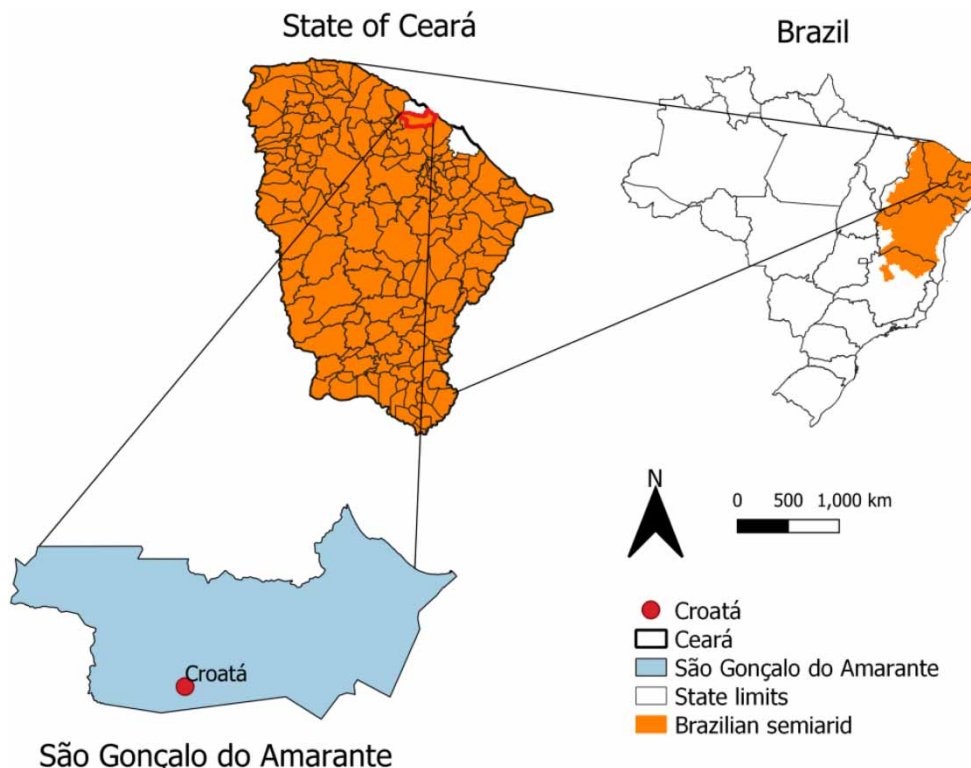 State of Ceará
Brazil
N
0 500 1,000 km
Croatá
Ceará
São Gonçalo do Amarante
State limits
Brazilian semiarid
Croatá
São Gonçalo do Amarante